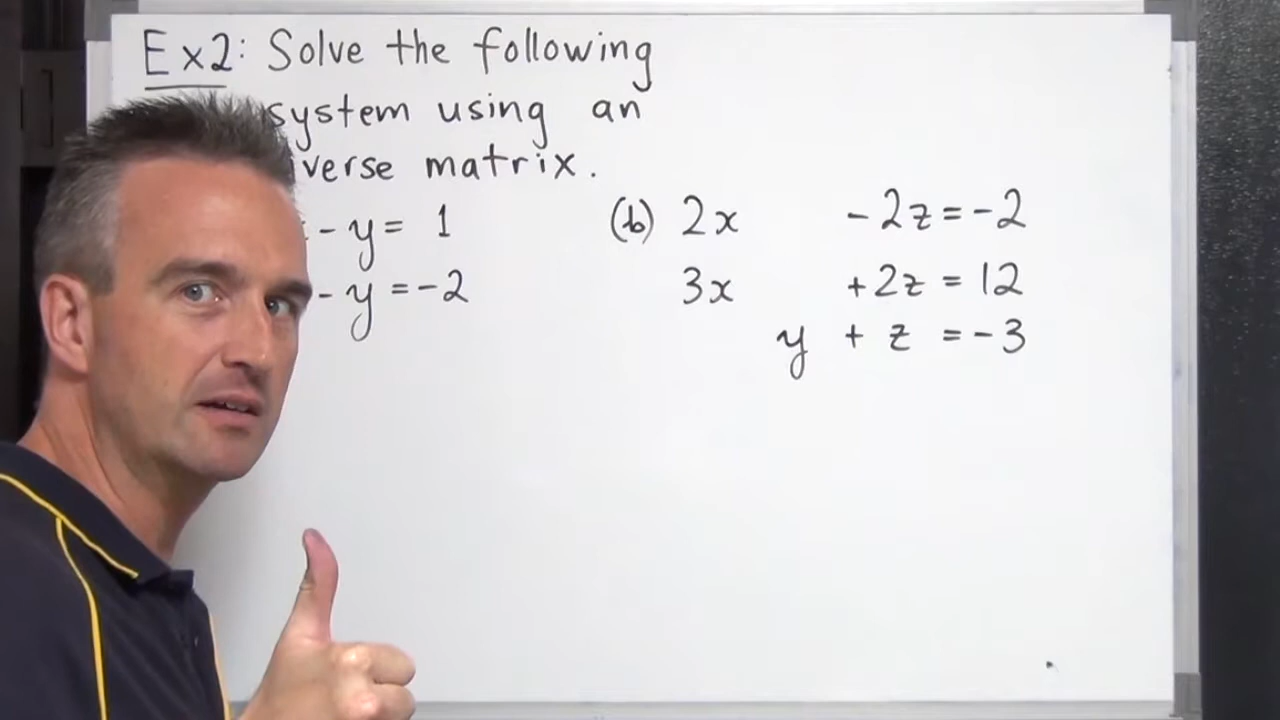 Ex2: Solve the following
system using an
verse matrix.
- y = 1
- y = -2
(b) 2x - 2z = -2
3x + 2z = 12
y + z = -3